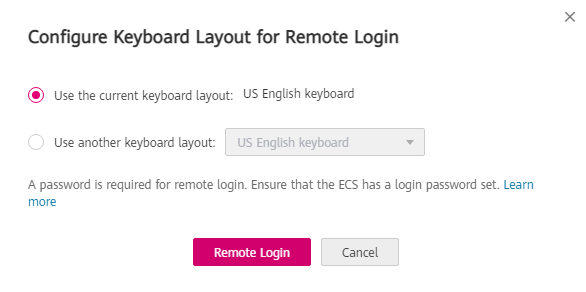 Configure Keyboard Layout for Remote Login
Use the current keyboard layout: US English keyboard
Use another keyboard layout: US English keyboard
A password is required for remote login. Ensure that the ECS has a login password set. Learn
more
Remote Login Cancel